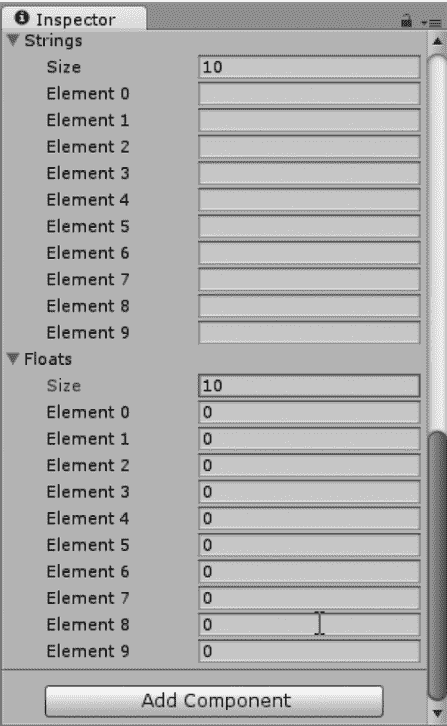 Inspector
Strings
Size 10
Element 0
Element 1
Element 2
Element 3
Element 4
Element 5
Element 6
Element 7
Element 8
Element 9
Floats
Size 10
Element 0 0
Element 1 0
Element 2 0
Element 3 0
Element 4 0
Element 5 0
Element 6 0
Element 7 0
Element 8 0
Element 9 0
Add Component